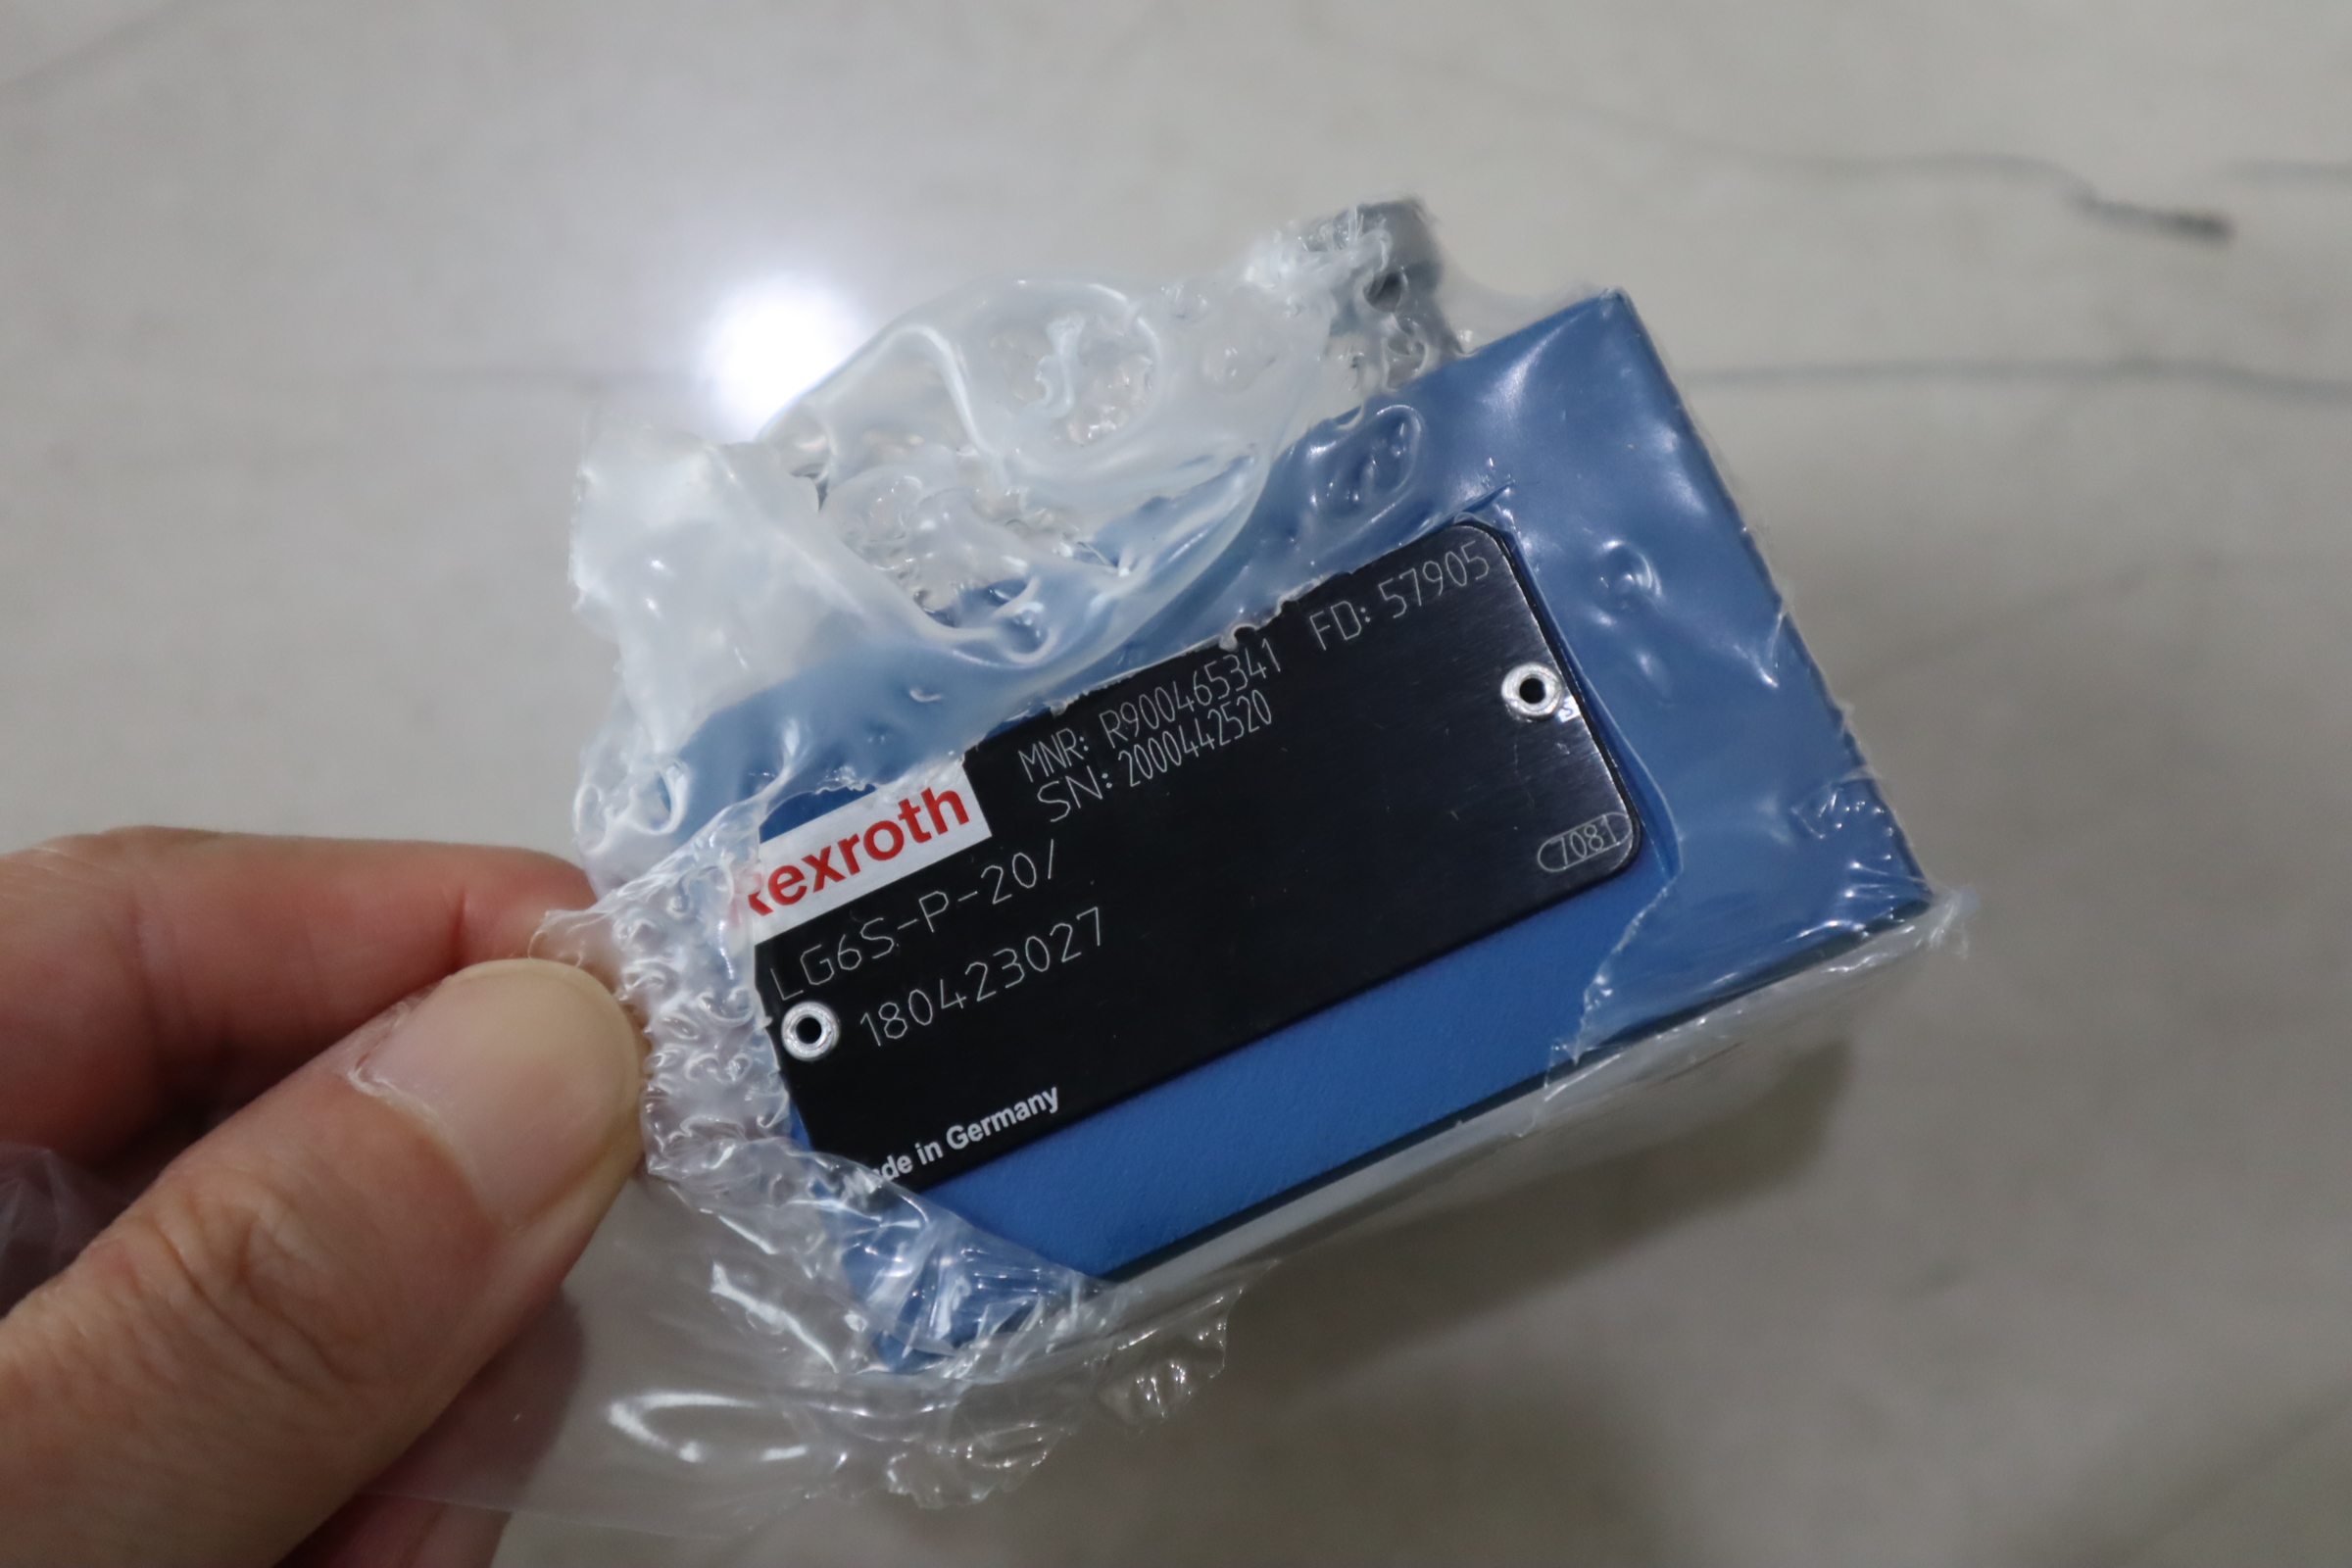 Rexroth
MNR: R900465341 FD: 57905
SN: 2000442520
LG6S-P-20/
180423027
7081
Made in Germany